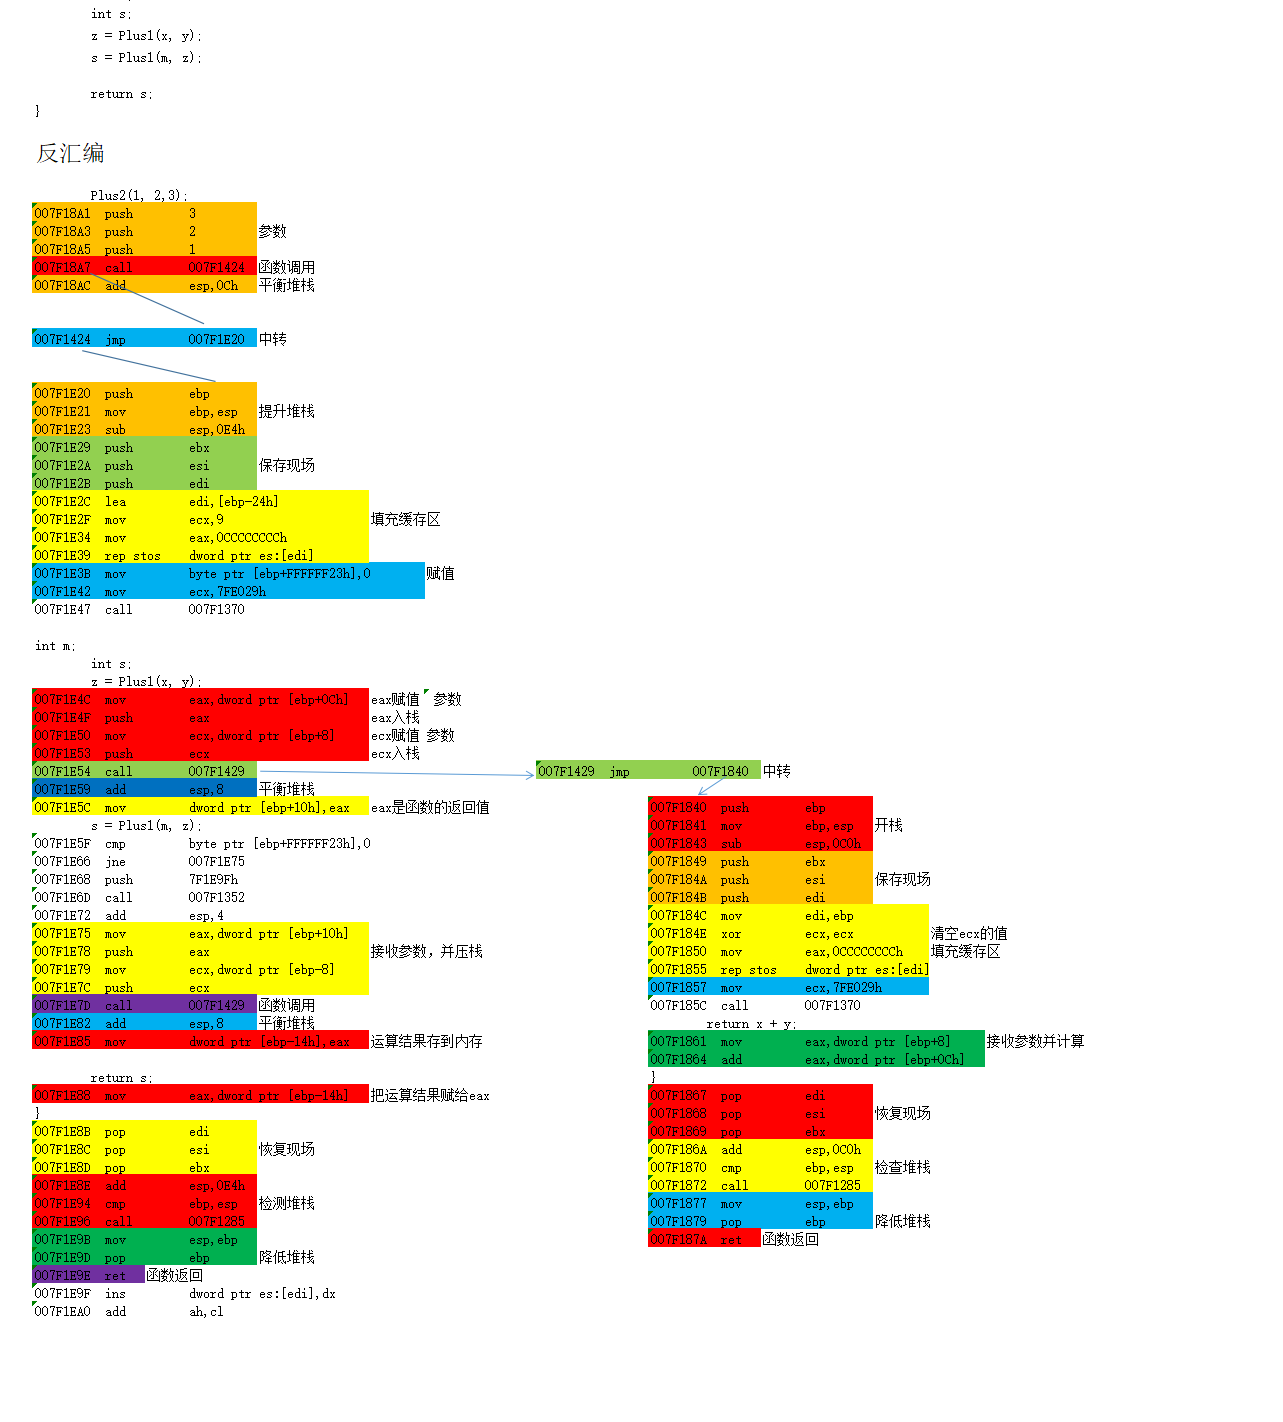 int s;
z = Plus1(x, y);
s = Plus1(m, z);
return s;
}
反汇编
Plus2(1, 2,3);
007F18A1 push 3
007F18A3 push 2 参数
007F18A5 push 1
007F18A7 call 007F1424 函数调用
007F18AC add esp,0Ch 平衡堆栈
007F1424 jmp 007F1E20 中转
007F1E20 push ebp
007F1E21 mov ebp,esp 提升堆栈
007F1E23 sub esp,0E4h
007F1E29 push ebx
007F1E2A push esi 保存现场
007F1E2B push edi
007F1E2C lea edi,[ebp-24h]
007F1E2F mov ecx,9 填充缓存区
007F1E34 mov eax,0CCCCCCCCh
007F1E39 rep stos dword ptr es:[edi]
007F1E3B mov byte ptr [ebp+FFFFFF23h],0 赋值
007F1E42 mov ecx,7FE029h
007F1E47 call 007F1370
int m;
int s;
z = Plus1(x, y);
007F1E4C mov eax,dword ptr [ebp+0Ch] eax赋值 参数
007F1E4F push eax eax入栈
007F1E50 mov ecx,dword ptr [ebp+8] ecx赋值 参数
007F1E53 push ecx ecx入栈
007F1E54 call 007F1429
007F1E59 add esp,8 平衡堆栈
007F1E5C mov dword ptr [ebp+10h],eax eax是函数的返回值
s = Plus1(m, z);
007F1E5F cmp byte ptr [ebp+FFFFFF23h],0
007F1E66 jne 007F1E75
007F1E68 push 7F1E9Fh
007F1E6D call 007F1352
007F1E72 add esp,4
007F1E75 mov eax,dword ptr [ebp+10h]
007F1E78 push eax 接收参数，并压栈
007F1E79 mov ecx,dword ptr [ebp-8]
007F1E7C push ecx
007F1E7D call 007F1429 函数调用
007F1E82 add esp,8 平衡堆栈
007F1E85 mov dword ptr [ebp-14h],eax 运算结果存到内存
return s;
007F1E88 mov eax,dword ptr [ebp-14h] 把运算结果赋给eax
}
007F1E8B pop edi
007F1E8C pop esi 恢复现场
007F1E8D pop ebx
007F1E8E add esp,0E4h
007F1E94 cmp ebp,esp 检测堆栈
007F1E96 call 007F1285
007F1E9B mov esp,ebp
007F1E9D pop ebp 降低堆栈
007F1E9E ret 函数返回
007F1E9F ins dword ptr es:[edi],dx
007F1EA0 add ah,cl
007F1429 jmp 007F1840 中转
007F1840 push ebp
007F1841 mov ebp,esp 开栈
007F1843 sub esp,0C0h
007F1849 push ebx
007F184A push esi 保存现场
007F184B push edi
007F184C mov edi,ebp
007F184E xor ecx,ecx 清空ecx的值
007F1850 mov eax,0CCCCCCCCh 填充缓存区
007F1855 rep stos dword ptr es:[edi]
007F1857 mov ecx,7FE029h
007F185C call 007F1370
return x + y;
007F1861 mov eax,dword ptr [ebp+8] 接收参数并计算
007F1864 add eax,dword ptr [ebp+0Ch]
}
007F1867 pop edi
007F1868 pop esi 恢复现场
007F1869 pop ebx
007F186A add esp,0C0h
007F1870 cmp ebp,esp 检查堆栈
007F1872 call 007F1285
007F1877 mov esp,ebp
007F1879 pop ebp 降低堆栈
007F187A ret 函数返回